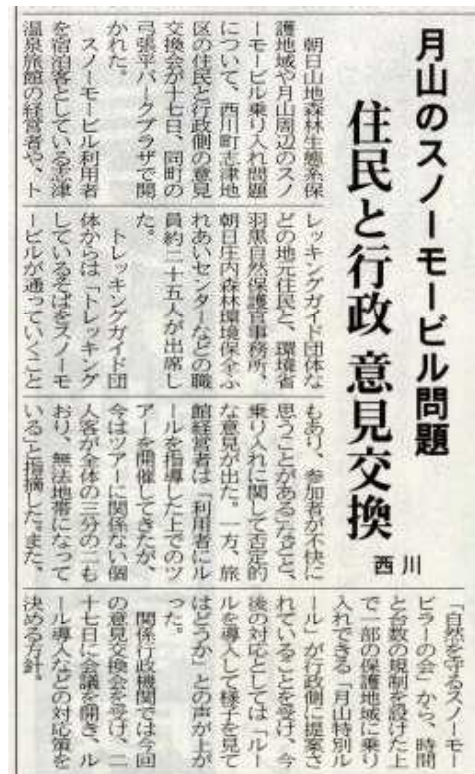 月山のスノーモービル問題
住民と行政 意見交換
西川
朝日山地森林生態系保
護地域や月山周辺のスノ
ーモービル乗り入れ問題
について、西川町志津地
区の住民と行政側の意見
交換会が十七日、同町の
弓張平パークプラザで開
かれた。
スノーモービル利用者
を宿泊客としている志津
温泉旅館の経営者や、ト
レッキングガイド団体な
どの地元住民と、環境省
羽黒自然保護官事務所、
朝日庄内森林環境保全ふ
れあいセンターなどの職
員約二十五人が出席し
た。
トレッキングガイド団
体からは「トレッキング
しているそばをスノーモ
ービルが通っていくこと
もあり、参加者が不快に
思うことがある」などと、
乗り入れに関して否定的
な意見が出た。一方、旅
館経営者は「利用者にル
ールを指導した上でのツ
アーを開催してきたが、
今はツアーに関係ない個
人客が全体の三分の二も
おり、無法地帯になって
いる」と指摘した。また、
「自然を守るスノーモー
ビラーの会」から、時間
と台数の規制を設けた上
で一部の保護地域に乗り
入れできる「月山特別ル
ール」が行政側に提案さ
れていることを受け、今
後の対応としては「ルー
ルを導入して様子を見て
はどうか」との声が上が
った。
関係行政機関では今回
の意見交換会を受け、二
十七日に会議を開き、ル
ール導入などの対応策を
決める方針。